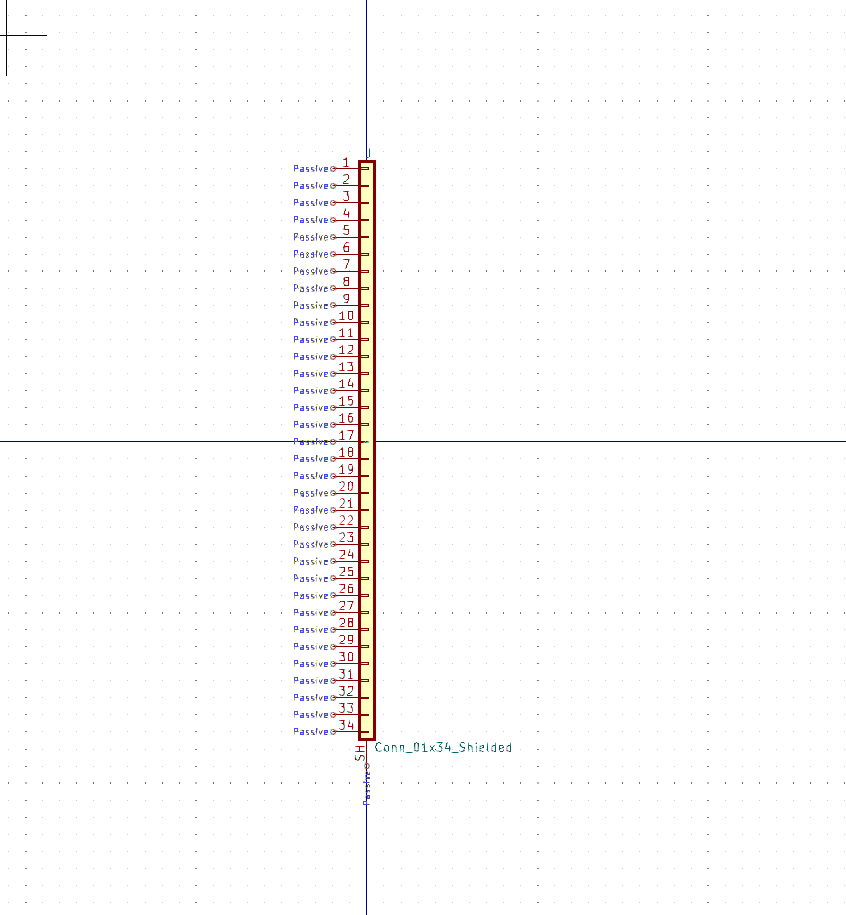 J
Passive 1
Passive 2
Passive 3
Passive 4
Passive 5
Passive 6
Passive 7
Passive 8
Passive 9
Passive 10
Passive 11
Passive 12
Passive 13
Passive 14
Passive 15
Passive 16
Passive 17
Passive 18
Passive 19
Passive 20
Passive 21
Passive 22
Passive 23
Passive 24
Passive 25
Passive 26
Passive 27
Passive 28
Passive 29
Passive 30
Passive 31
Passive 32
Passive 33
Passive 34
SH
Conn_01x34_Shielded
Passive